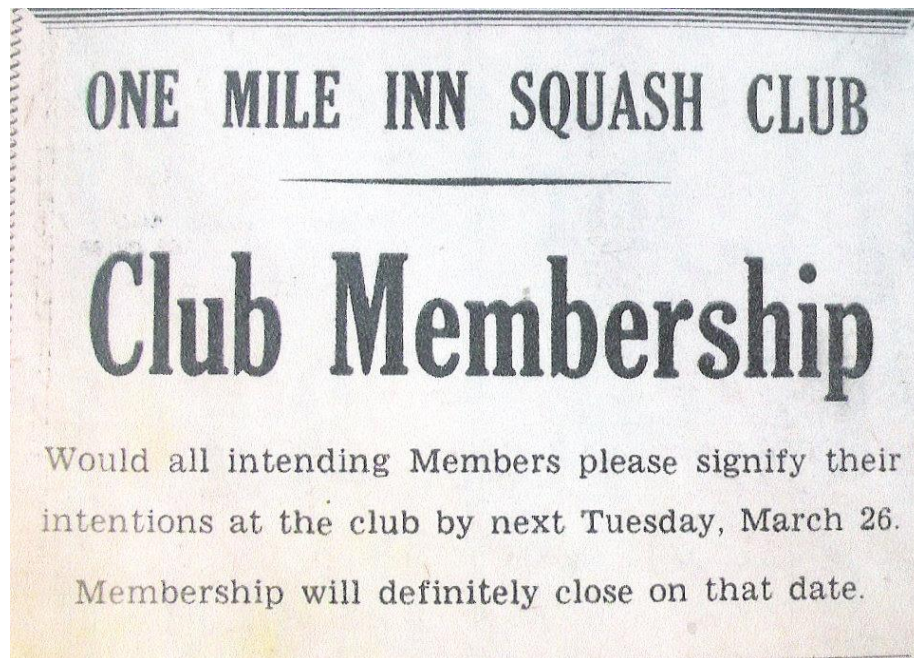 ONE MILE INN SQUASH CLUB
Club Membership
Would all intending Members please signify their
intentions at the club by next Tuesday, March 26.
Membership will definitely close on that date.